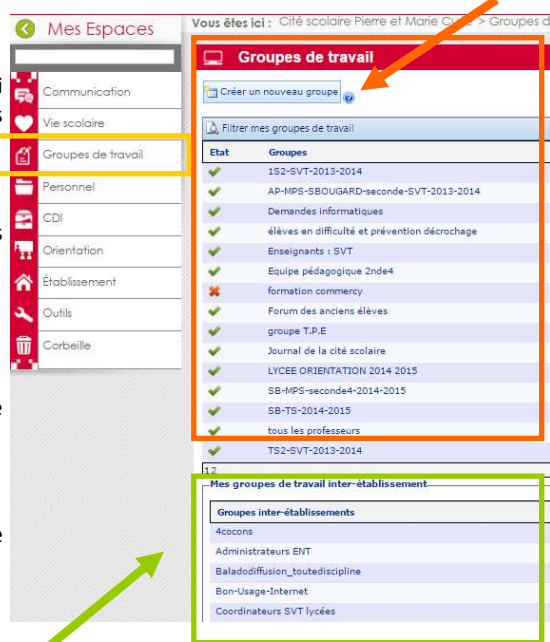 Mes Espaces
Communication
Vie scolaire
Groupes de travail
Personnel
CDI
Orientation
Établissement
Outils
Corbeille
Vous êtes ici : Cité scolaire Pierre et Marie > Groupes d
Groupes de travail
Créer un nouveau groupe
Filtrer mes groupes de travail
Etat Groupes
1S2-SVT-2013-2014
AP-MPS-SBOUGARD-seconde-SVT-2013-2014
Demandes informatiques
élèves en difficulté et prévention décrochage
Enseignants : SVT
Equipe pédagogique 2nde4
formation commercy
Forum des anciens élèves
groupe T.P.E
Journal de la cité scolaire
LYCEE ORIENTATION 2014 2015
SB-MPS-seconde4-2014-2015
SB-TS-2014-2015
tous les professeurs
TS2-SVT-2013-2014
12
Mes groupes de travail inter-établissement
Groupes inter-établissements
4cocons
Administrateurs ENT
Baladodiffusion_toutediscipline
Bon-Usage-Internet
Coordinateurs SVT lycées